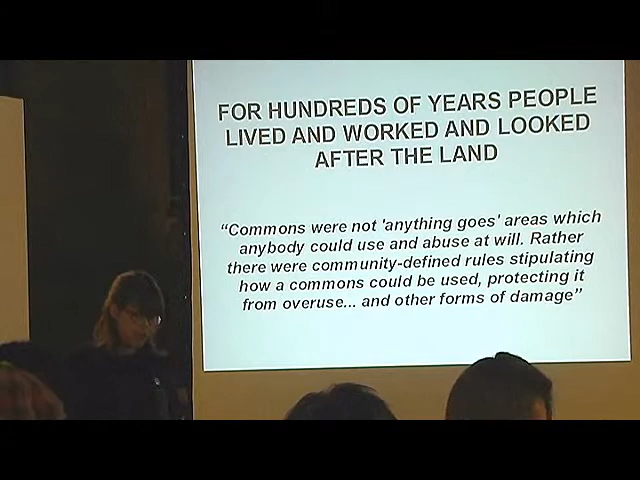 FOR HUNDREDS OF YEARS PEOPLE
LIVED AND WORKED AND LOOKED
AFTER THE LAND
“Commons were not 'anything goes' areas which
anybody could use and abuse at will. Rather
there were community-defined rules stipulating
how a commons could be used, protecting it
from overuse... and other forms of damage”